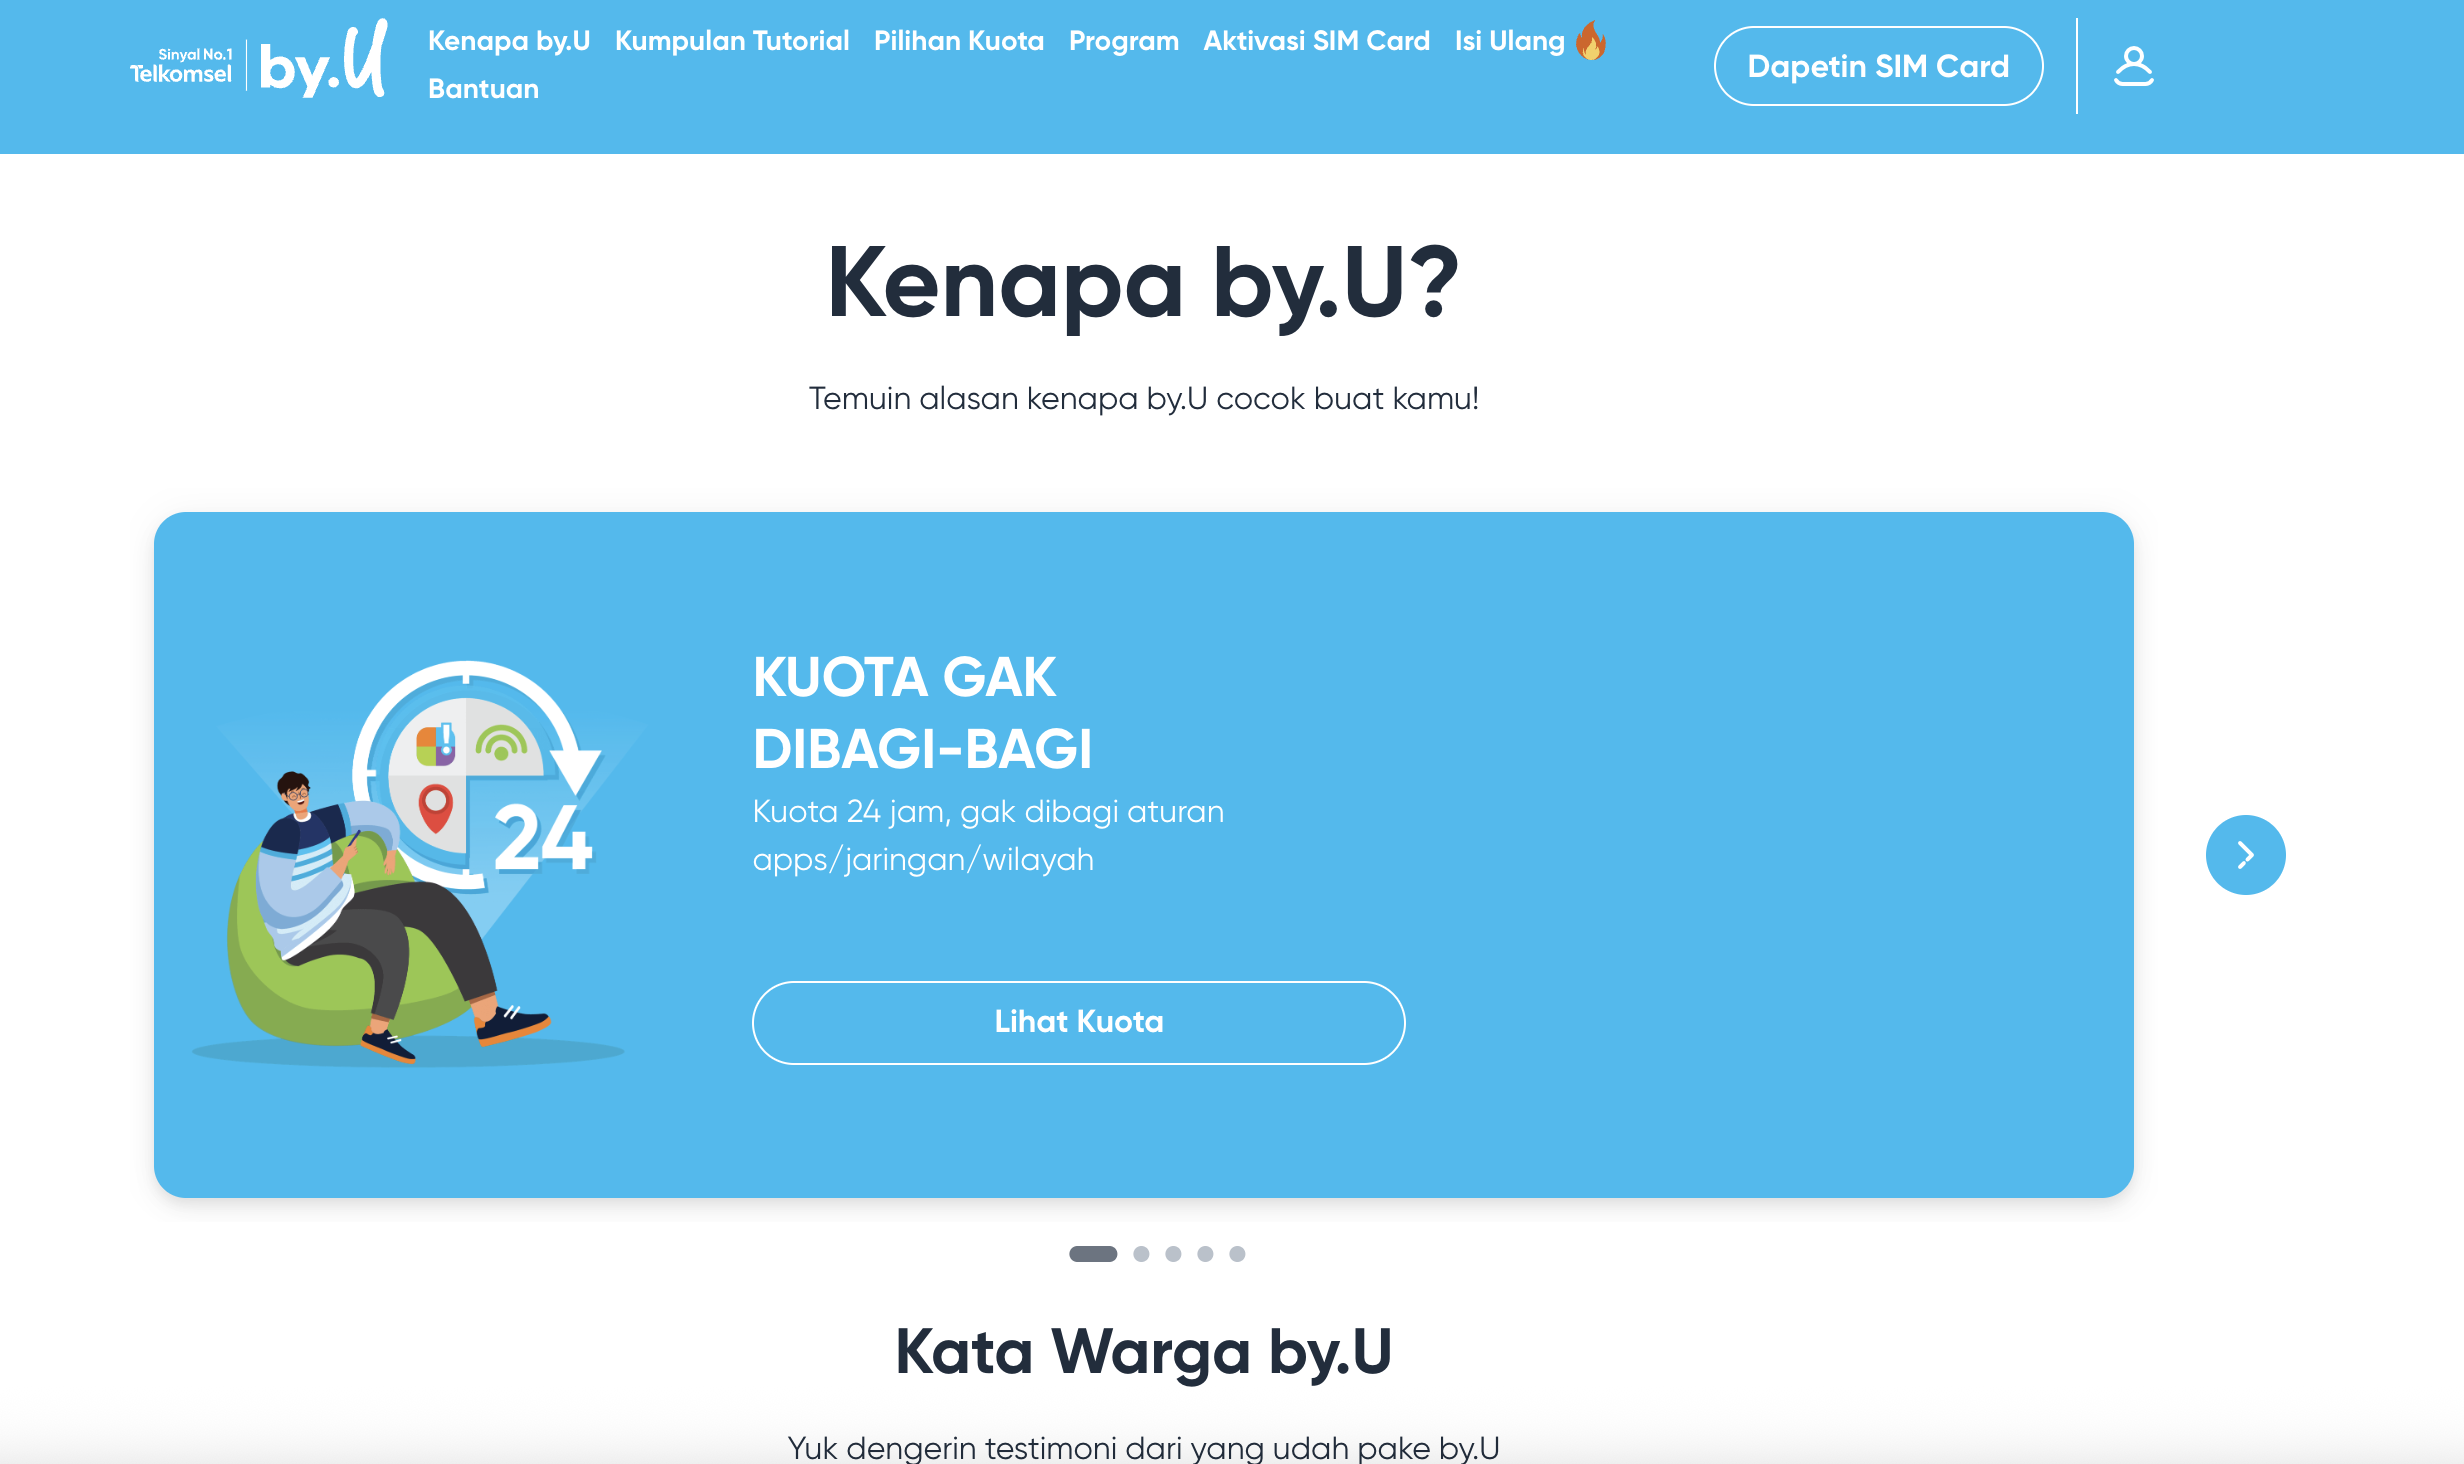 Sinyal No.1
Telkomsel
by.U
Kenapa by.U Kumpulan Tutorial Pilihan Kuota Program Aktivasi SIM Card Isi Ulang
Bantuan
Dapetin SIM Card
Kenapa by.U?
Temuin alasan kenapa by.U cocok buat kamu!
24
KUOTA GAK
DIBAGI-BAGI
Kuota 24 jam, gak dibagi aturan
apps/jaringan/wilayah
Lihat Kuota
Kata Warga by.U
Yuk dengerin testimoni dari yang udah pake by.U